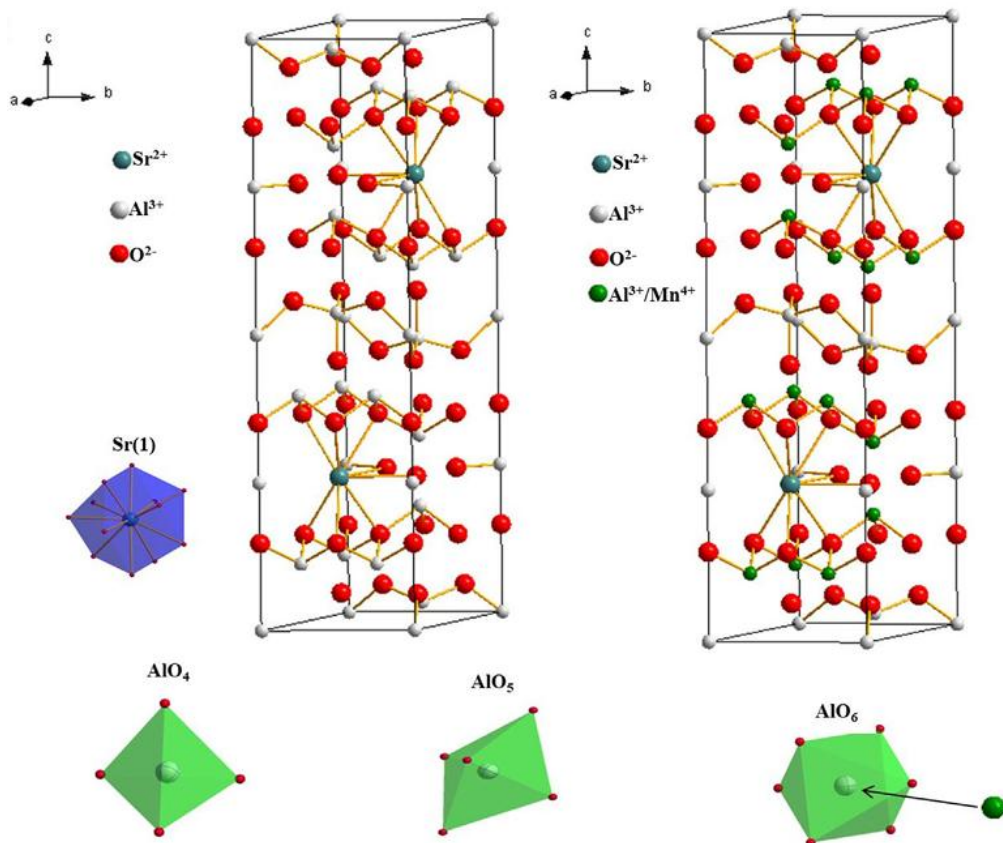 c
a
b
Sr²⁺
Al³⁺
O²⁻
c
a
b
Sr²⁺
Al³⁺
O²⁻
Al³⁺/Mn⁴⁺
Sr(1)
AlO₄
AlO₅
AlO₆